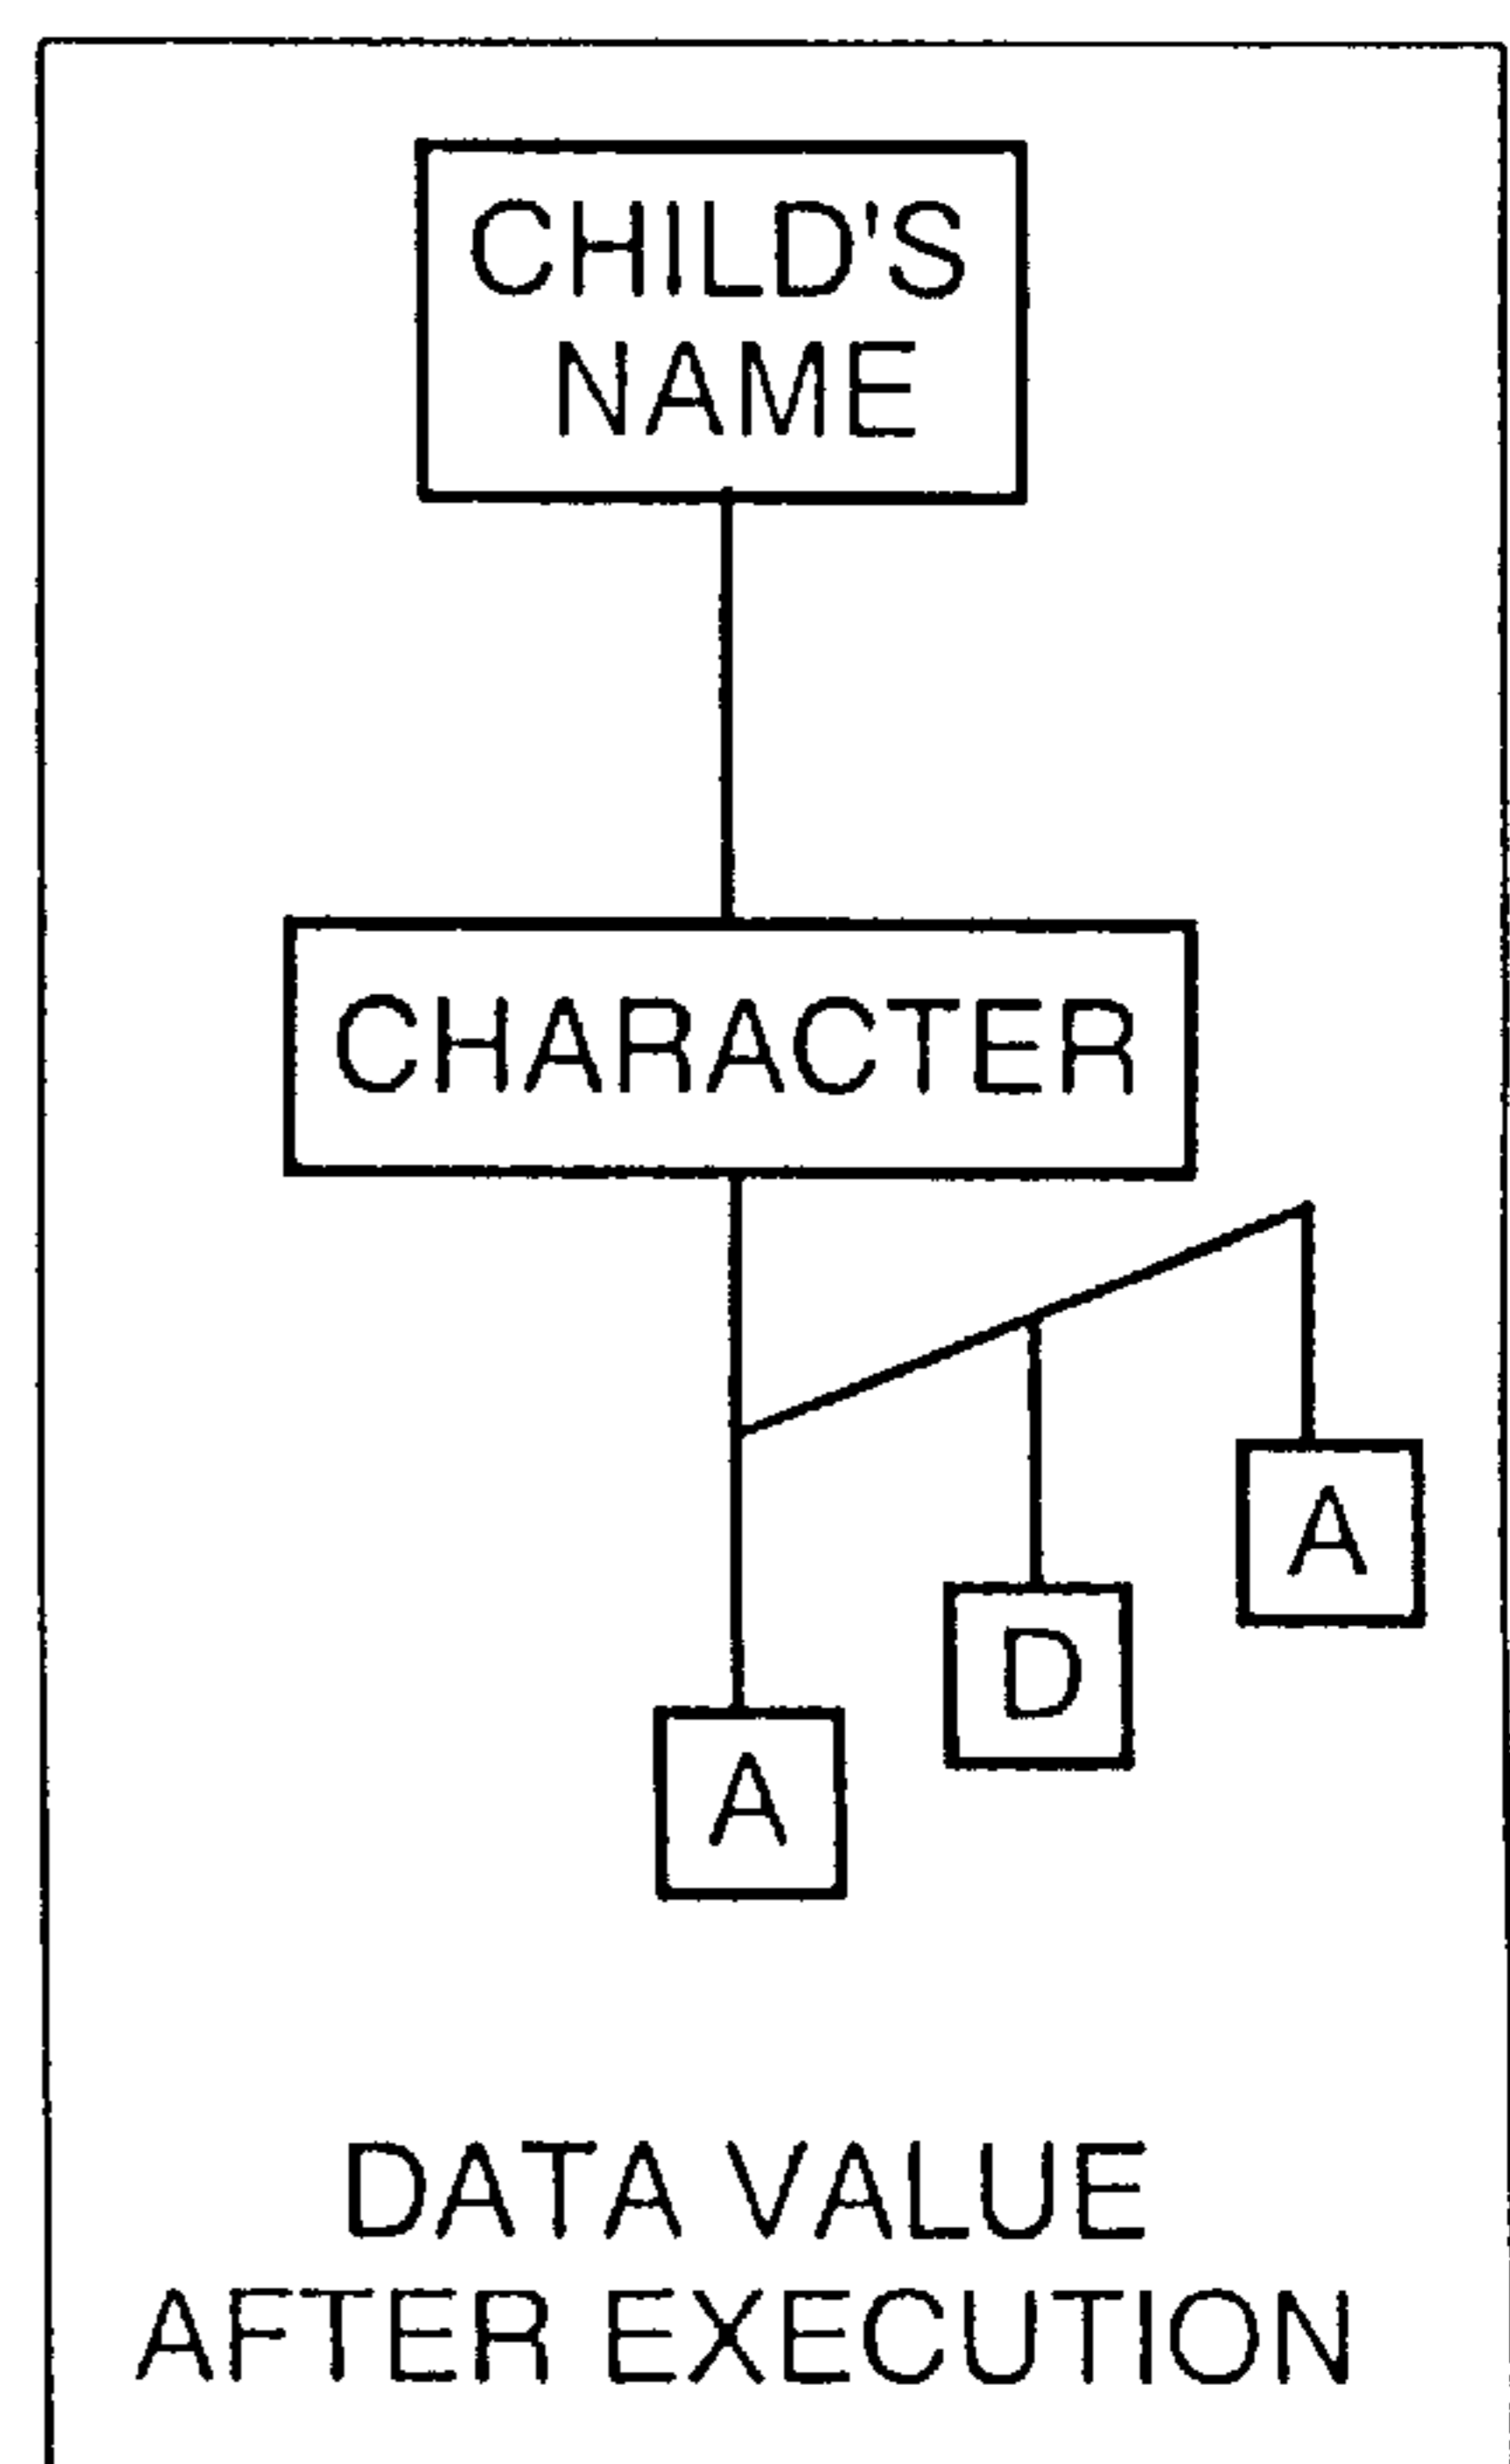 CHILD'S
NAME
CHARACTER
A
D
A
DATA VALUE
AFTER EXECUTION